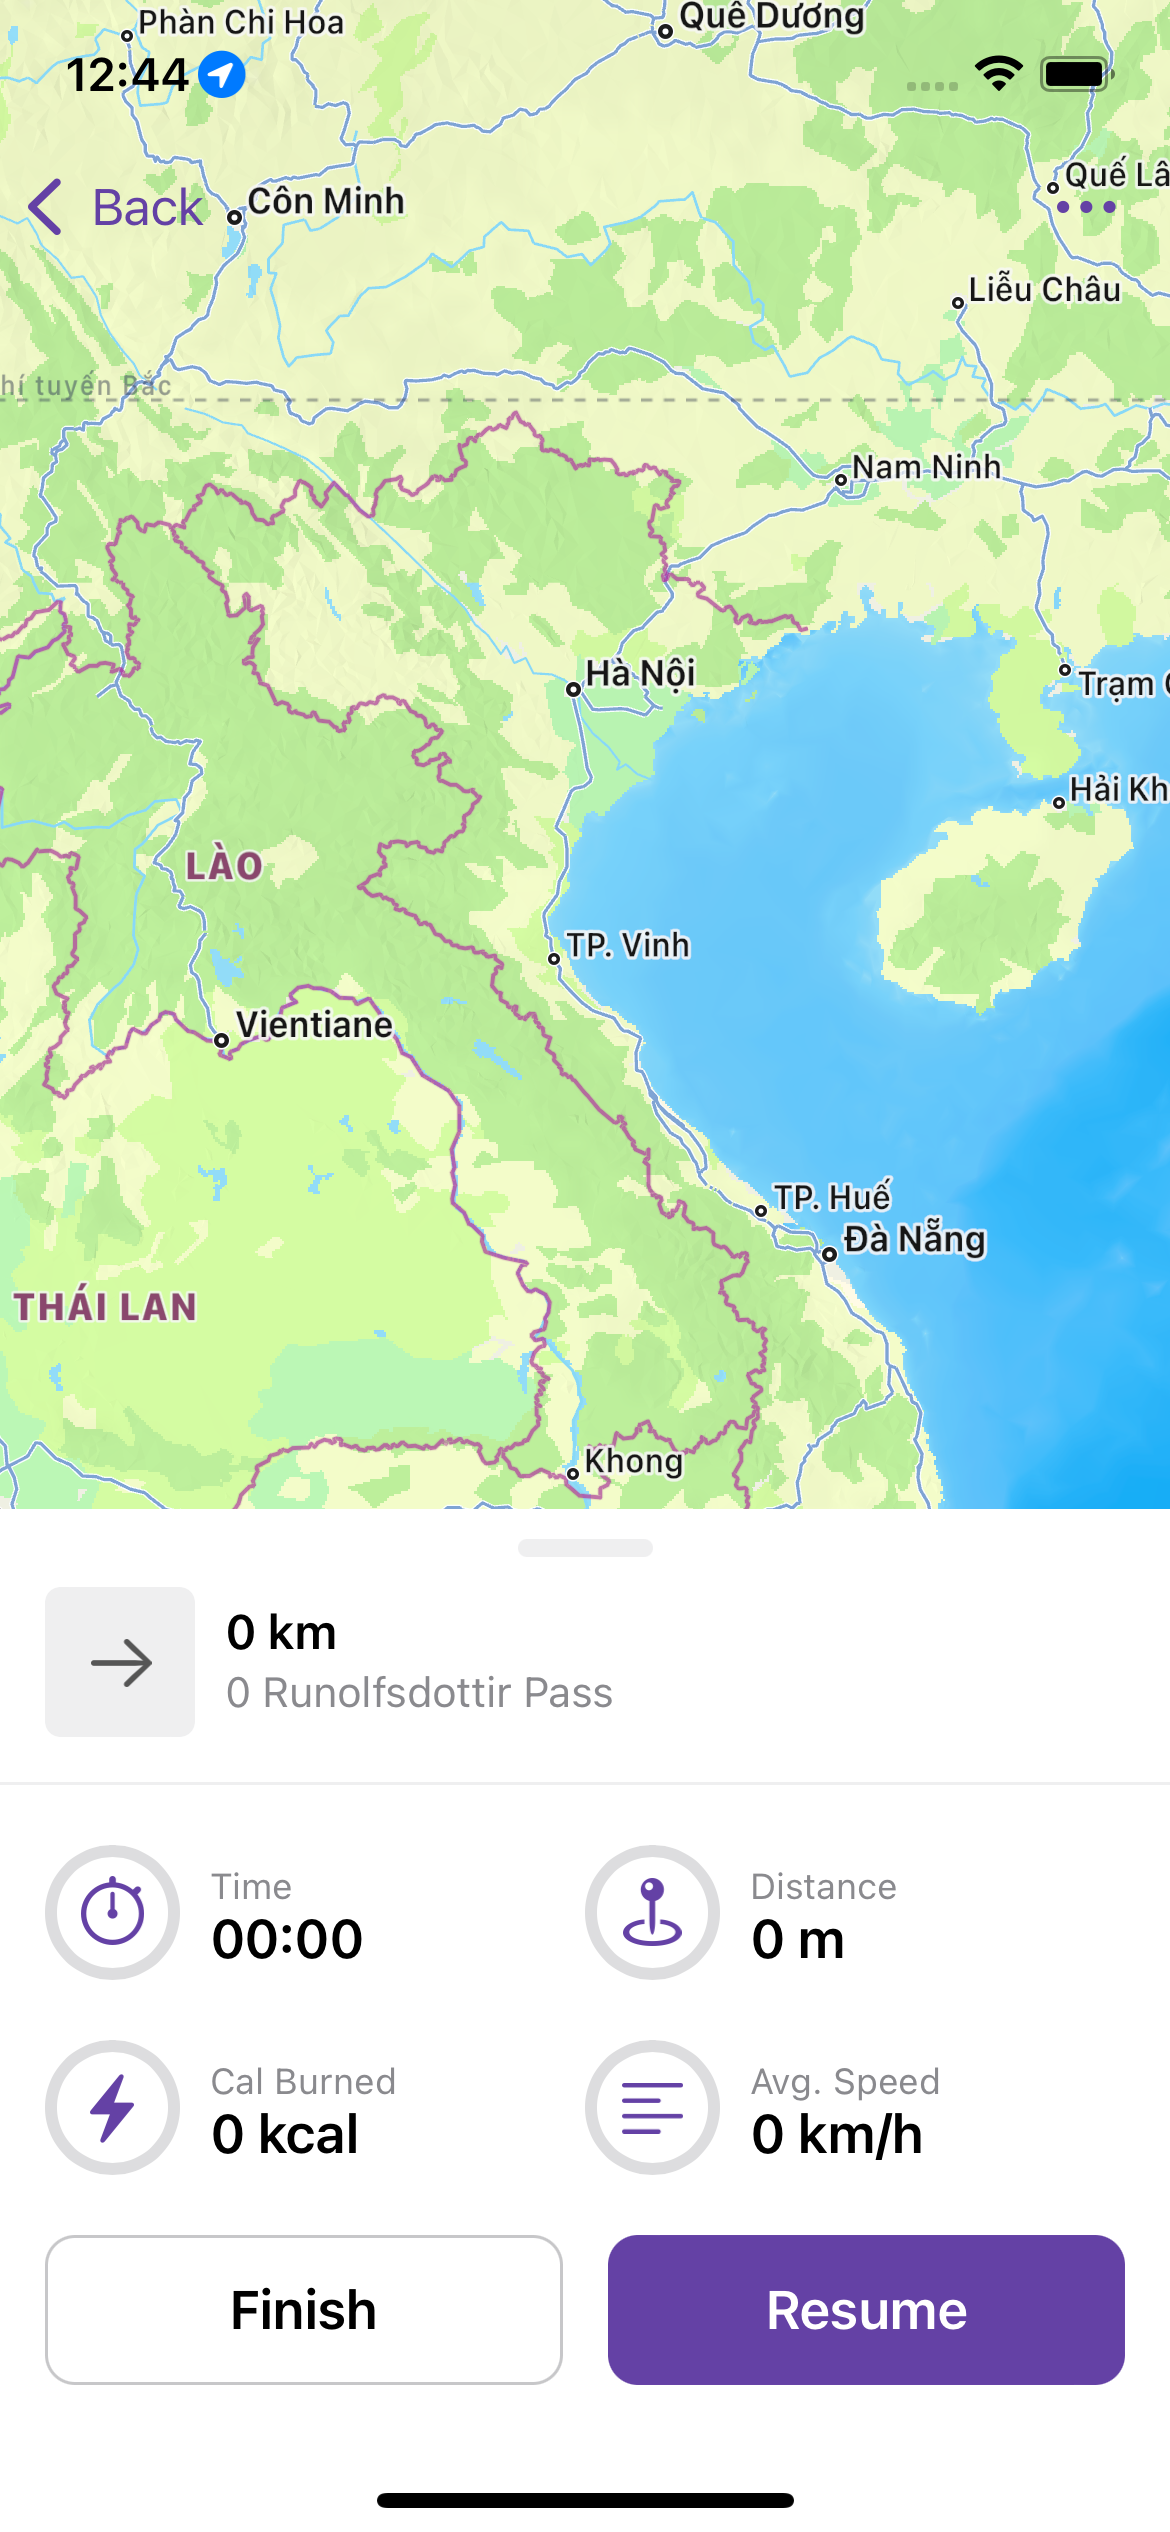 Phàn Chi Hoa
Quê Dương
12:44
Back
Côn Minh
Quế Lâ
Liễu Châu
hí tuyến Bắc
Nam Ninh
Hà Nội
Trạm
Hải Kh
LÀO
TP. Vinh
Vientiane
TP. Huế
Đà Nẵng
THÁI LAN
Khong
0 km
0 Runolfsdottir Pass
Time
00:00
Distance
0 m
Cal Burned
0 kcal
Avg. Speed
0 km/h
Finish
Resume